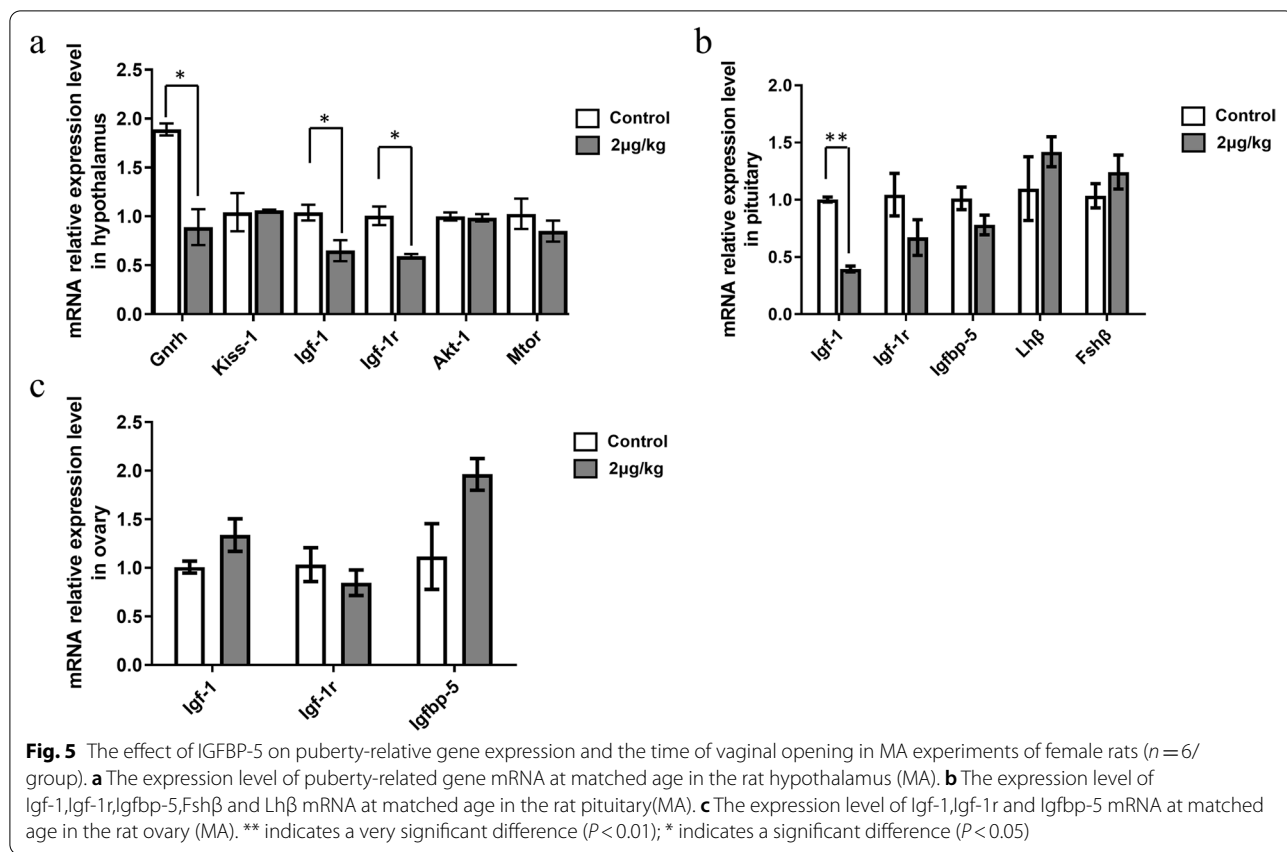 a
mRNA relative expression level
in hypothalamus
2.5
2.0
1.5
1.0
0.5
0.0
*
*
*
Gnrh
Kiss-1
Igf-1
Igf-1r
Akt-1
Mtor
Control
2μg/kg
b
mRNA relative expression level
in pituitary
2.0
1.5
1.0
0.5
0.0
**
Igf-1
Igf-1r
Igfbp-5
Lhβ
Fshβ
Control
2μg/kg
c
mRNA relative expression level
in ovary
2.5
2.0
1.5
1.0
0.5
0.0
Igf-1
Igf-1r
Igfbp-5
Control
2μg/kg
Fig. 5 The effect of IGFBP-5 on puberty-relative gene expression and the time of vaginal opening in MA experiments of female rats (n = 6/
group). a The expression level of puberty-related gene mRNA at matched age in the rat hypothalamus (MA). b The expression level of
Igf-1,Igf-1r,Igfbp-5,Fshβ and Lhβ mRNA at matched age in the rat pituitary(MA). c The expression level of Igf-1,Igf-1r and Igfbp-5 mRNA at matched
age in the rat ovary (MA). ** indicates a very significant difference (P < 0.01); * indicates a significant difference (P < 0.05)